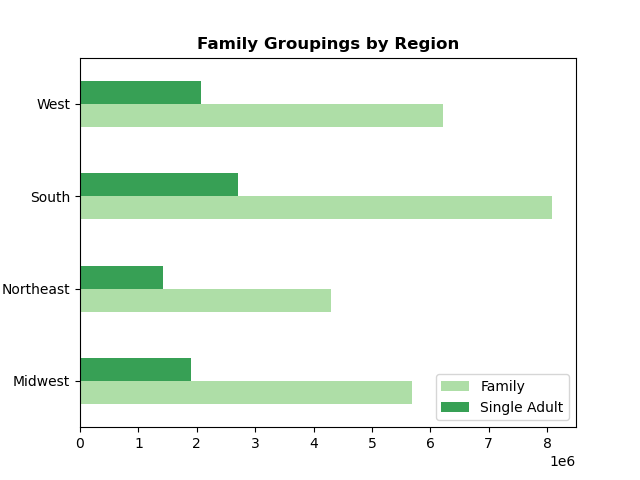 Family Groupings by Region
West
South
Northeast
Midwest
Family
Single Adult
0 1 2 3 4 5 6 7 8
1e6